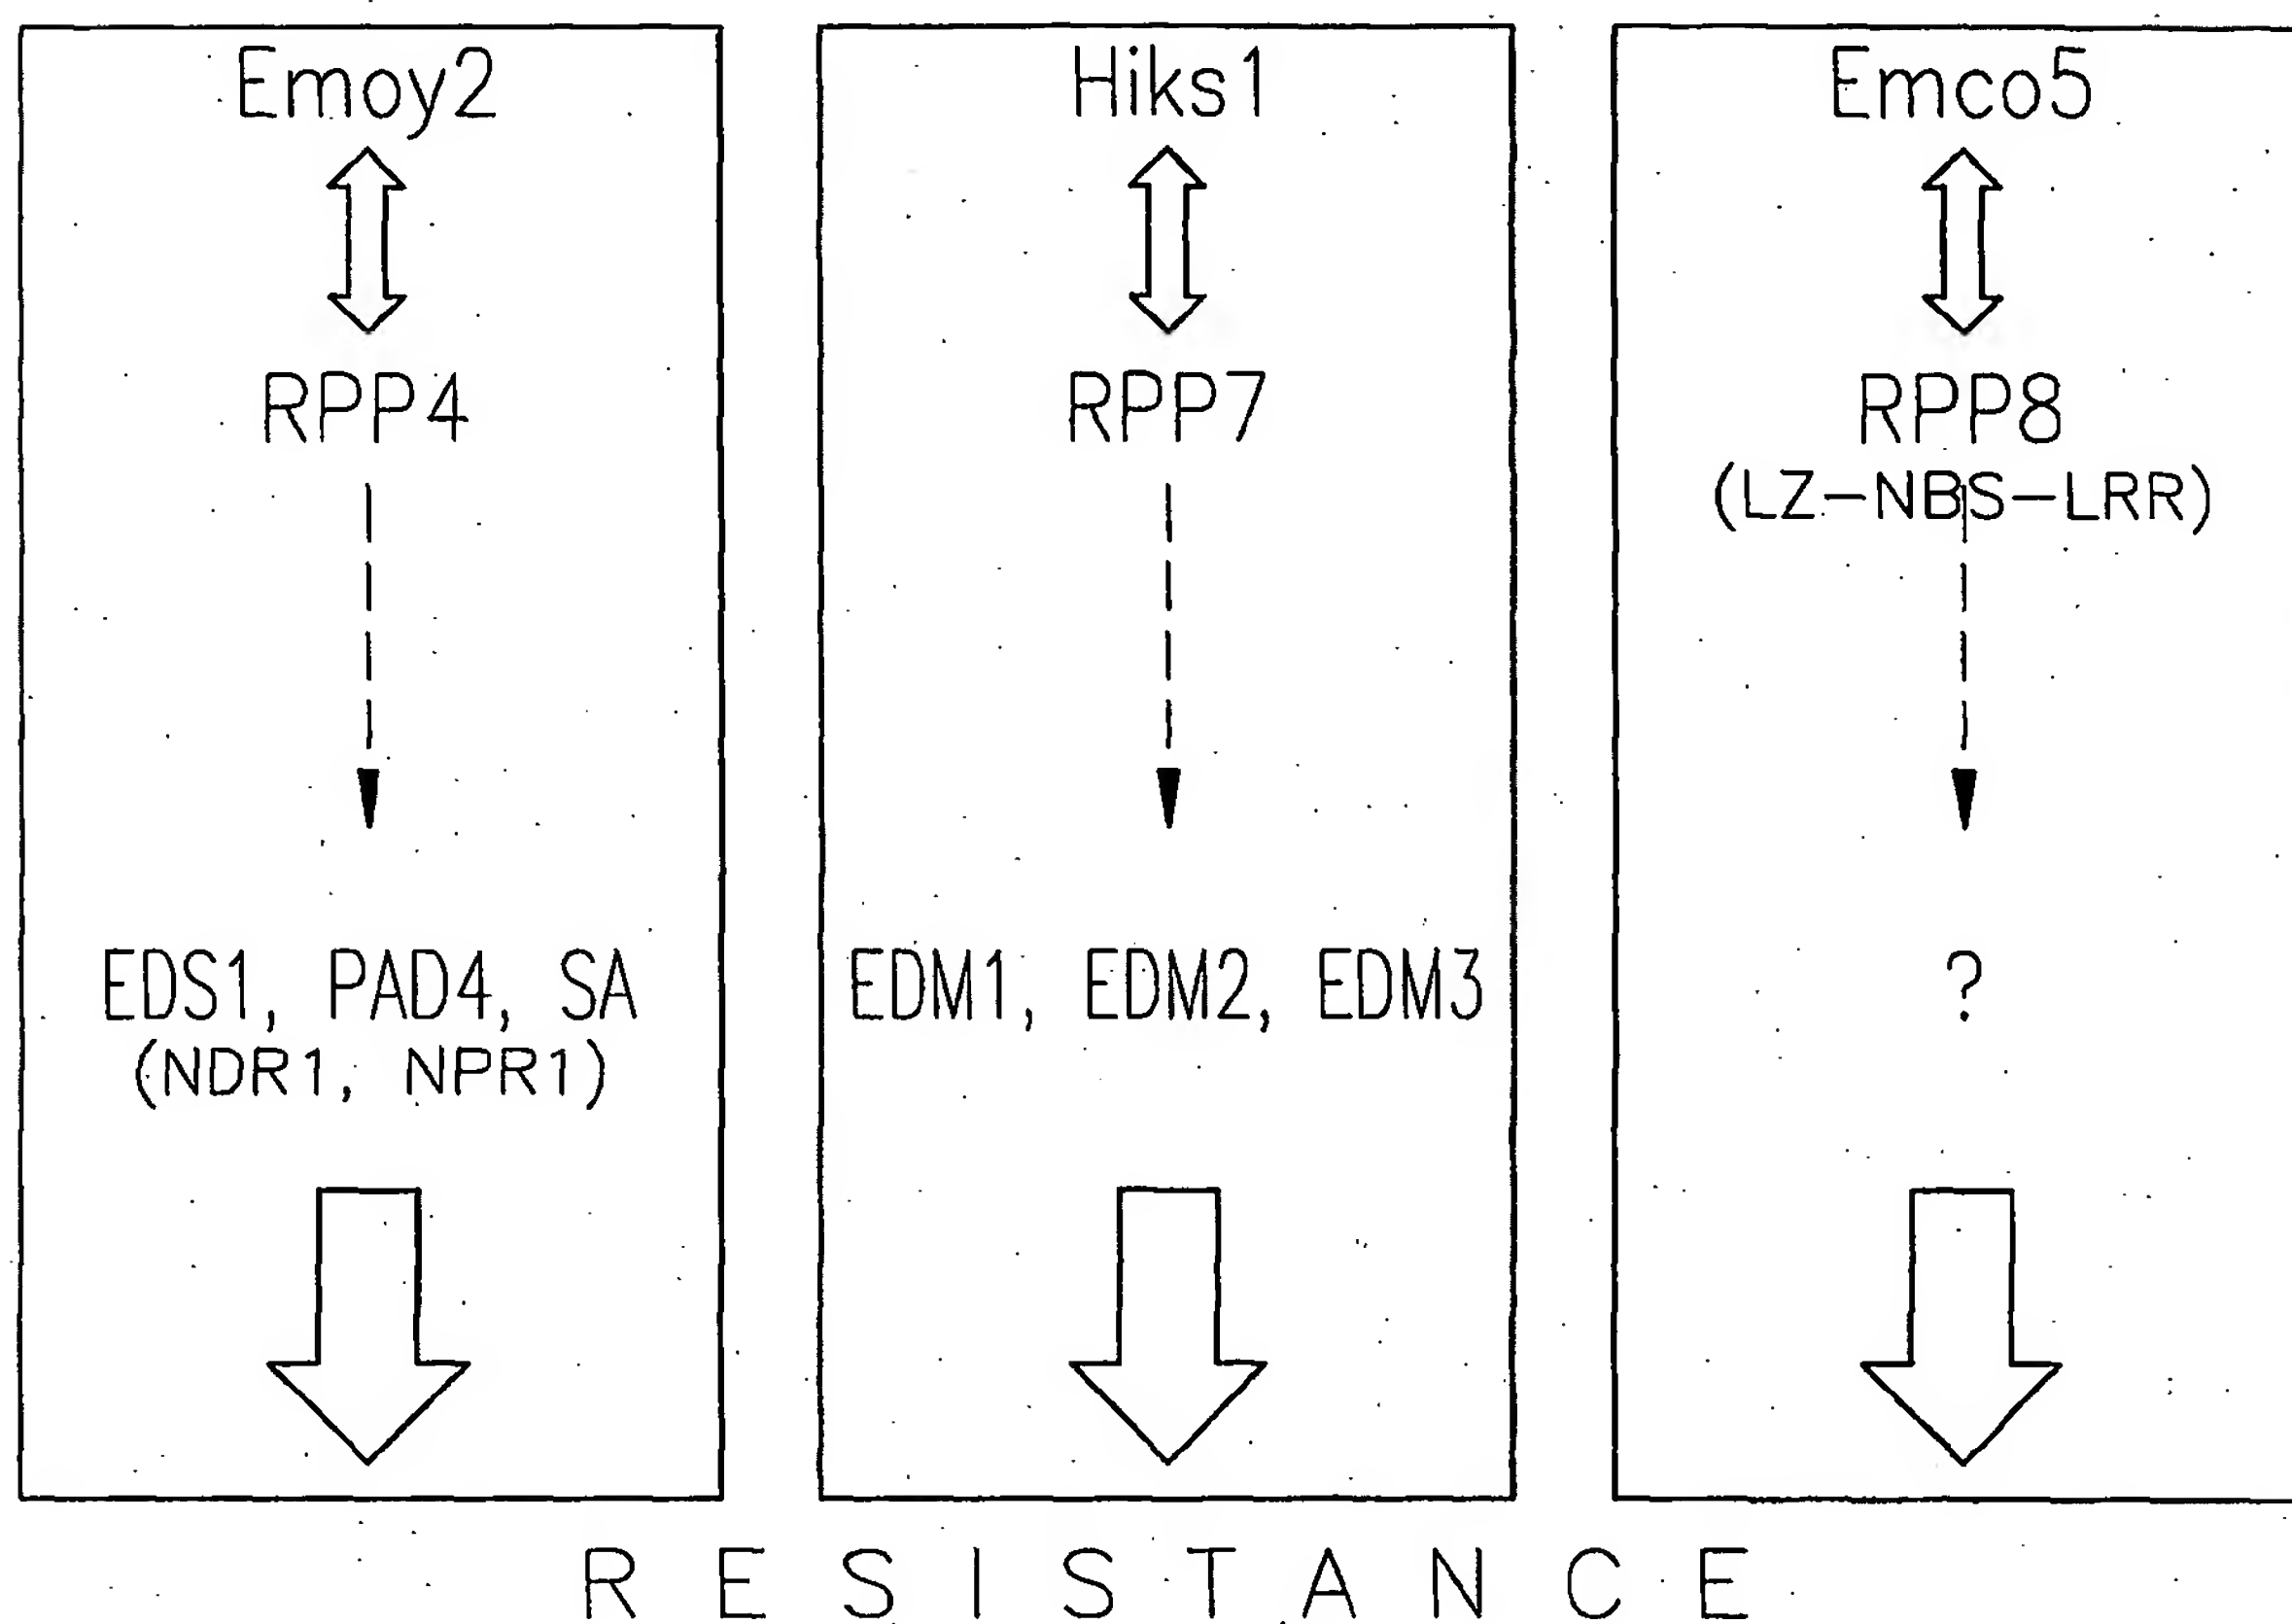 Emoy2
RPP4
EDS1, PAD4, SA
(NDR1, NPR1)
Hiks1
RPP7
EDM1, EDM2, EDM3
Emco5
RPP8
(LZ-NBS-LRR)
?
RESISTANCE